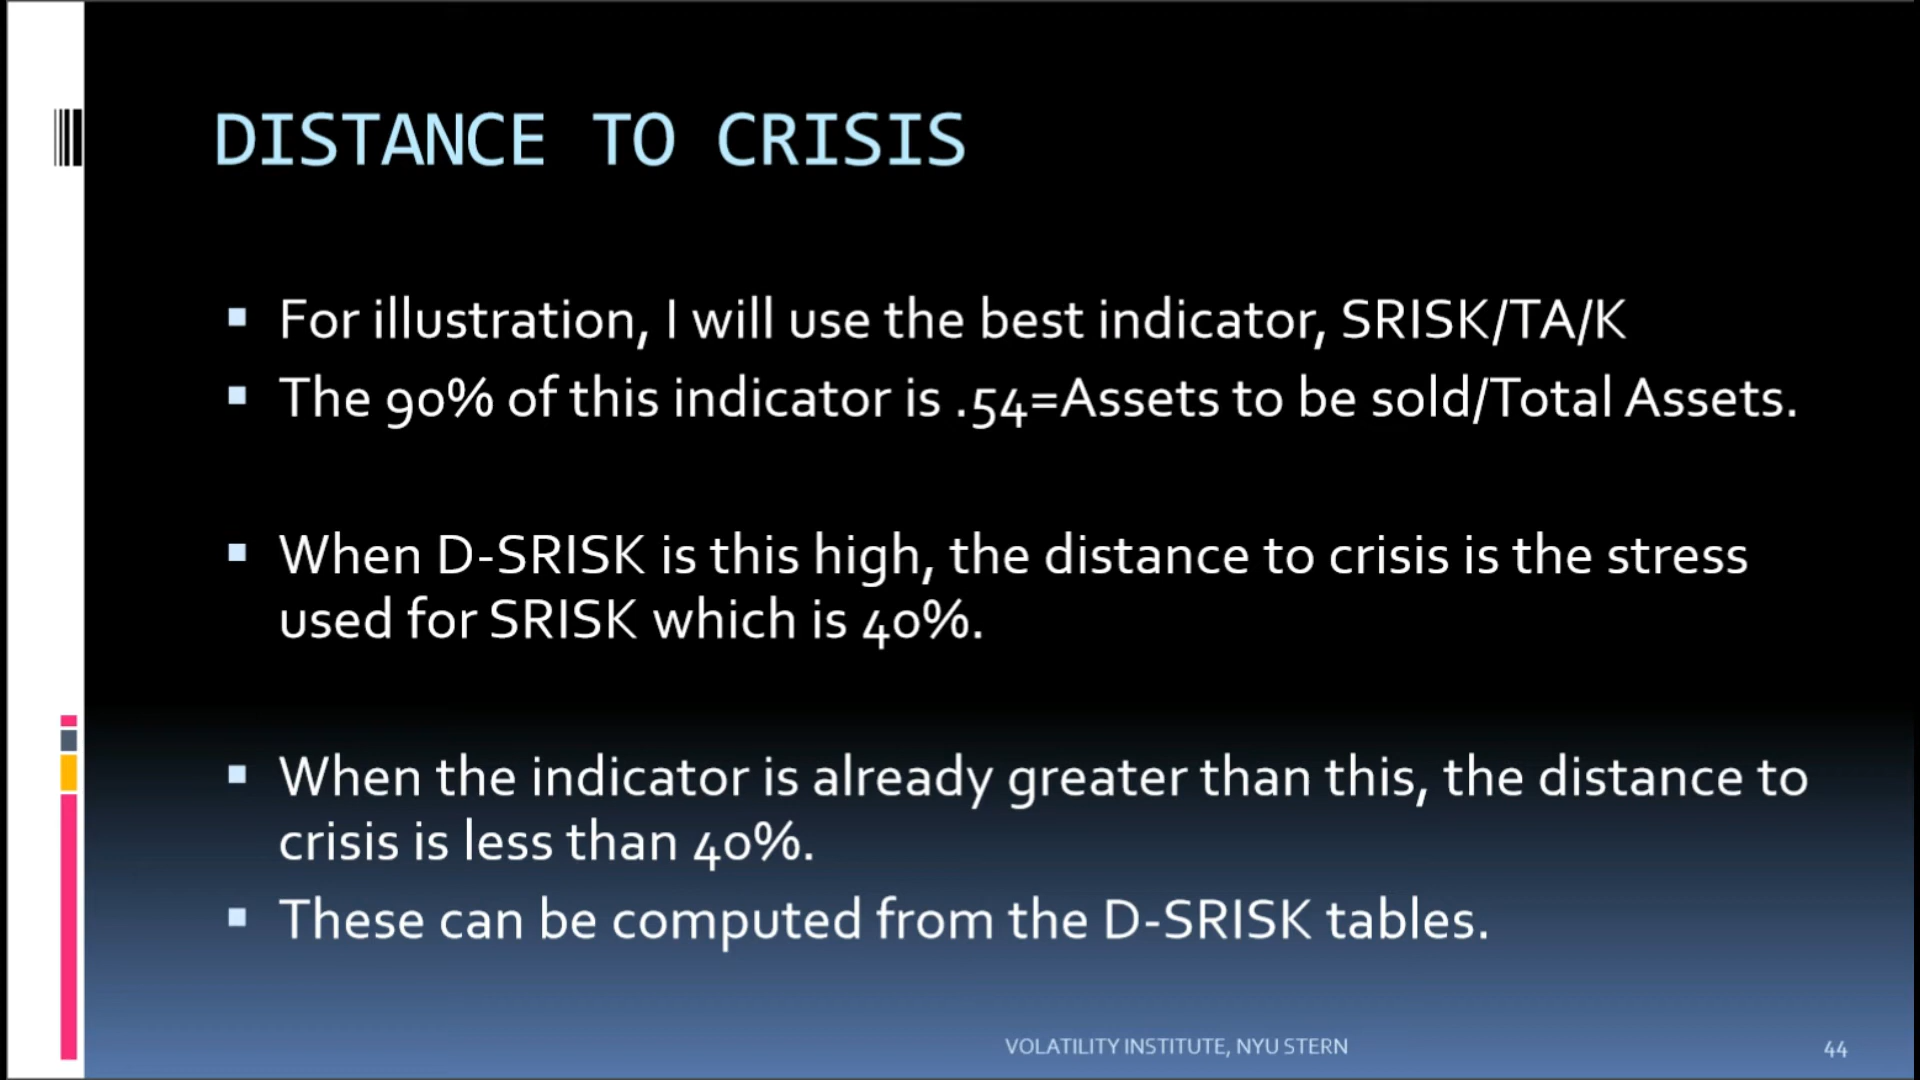 DISTANCE TO CRISIS
For illustration, I will use the best indicator, SRISK/TA/K
The 90% of this indicator is .54=Assets to be sold/Total Assets.
When D-SRISK is this high, the distance to crisis is the stress
used for SRISK which is 40%.
When the indicator is already greater than this, the distance to
crisis is less than 40%.
These can be computed from the D-SRISK tables.
VOLATILITY INSTITUTE, NYU STERN
44